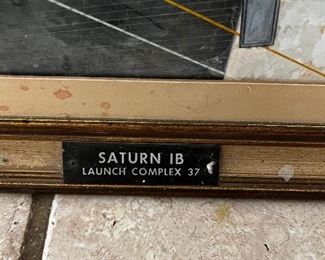 SATURN IB
LAUNCH COMPLEX 37